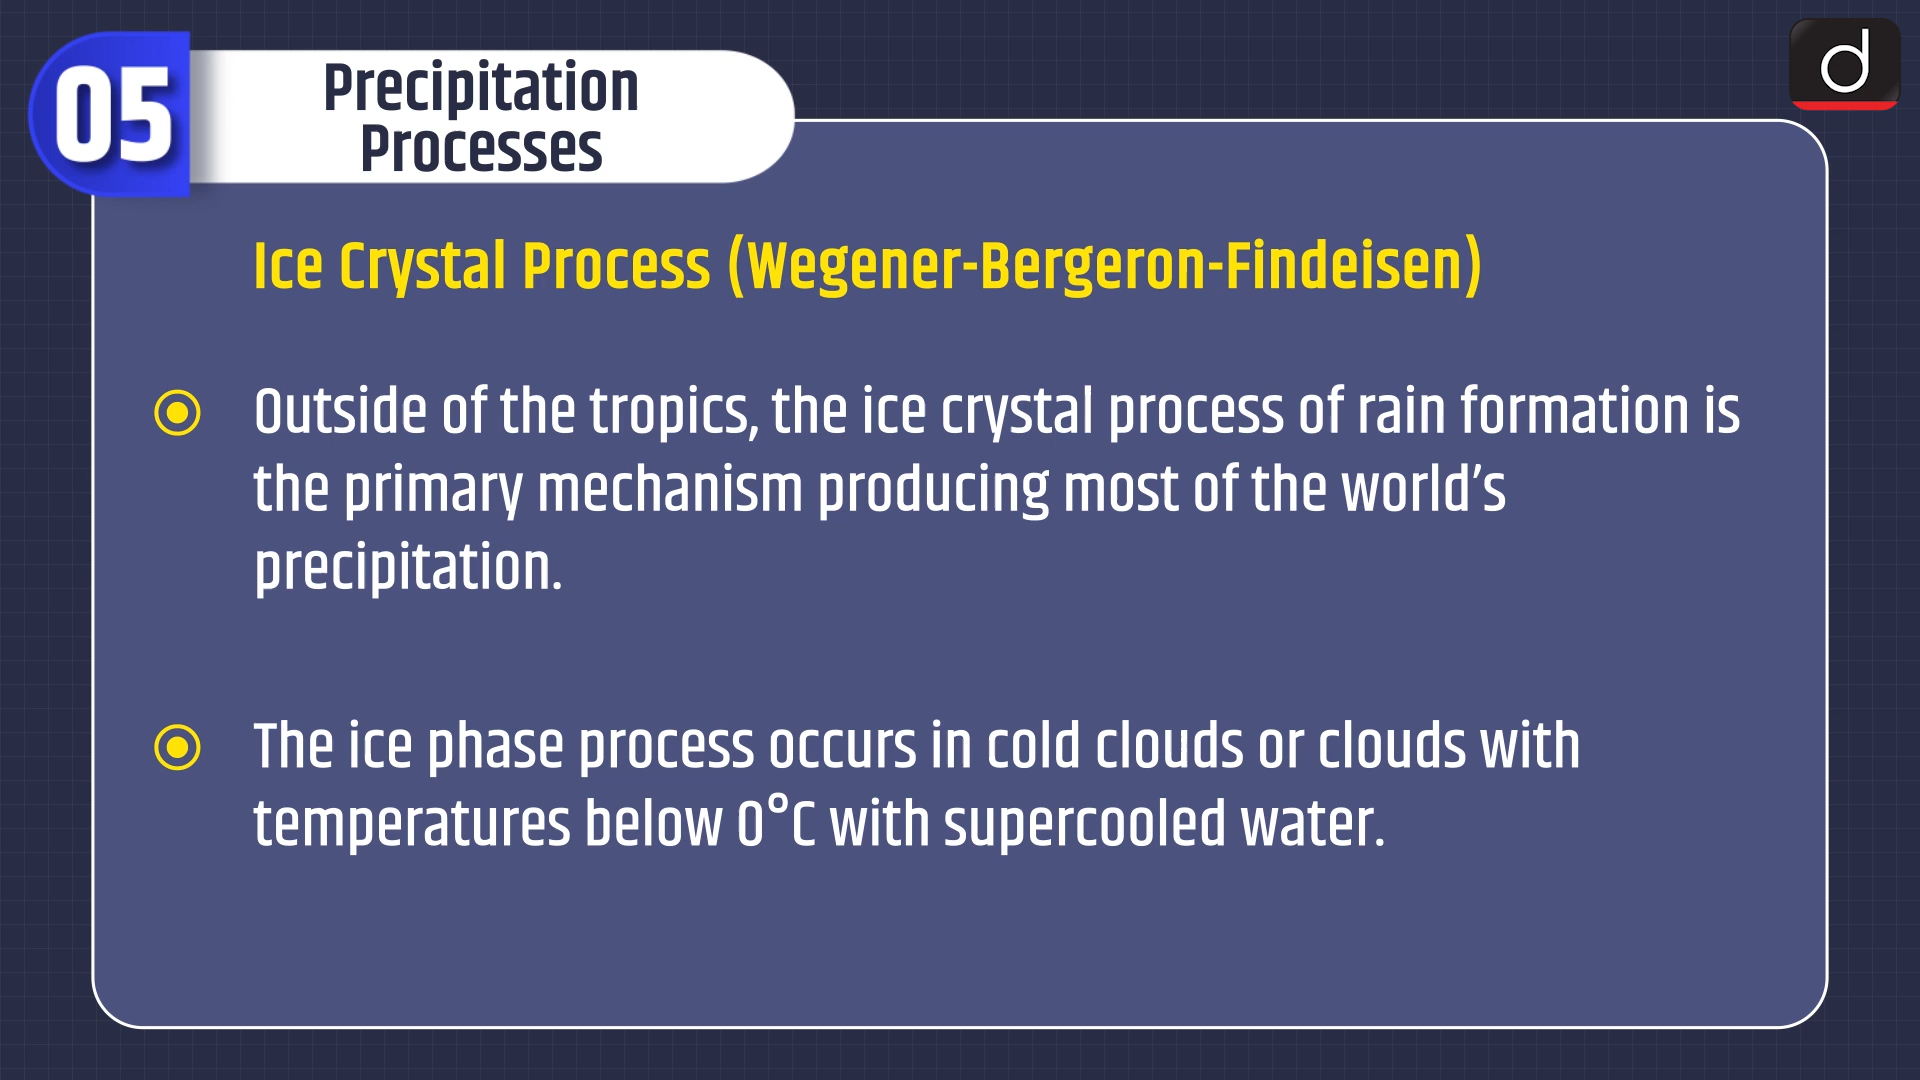 05
Precipitation
Processes
d
Ice Crystal Process (Wegener-Bergeron-Findeisen)
Outside of the tropics, the ice crystal process of rain formation is
the primary mechanism producing most of the world’s
precipitation.
The ice phase process occurs in cold clouds or clouds with
temperatures below 0°C with supercooled water.